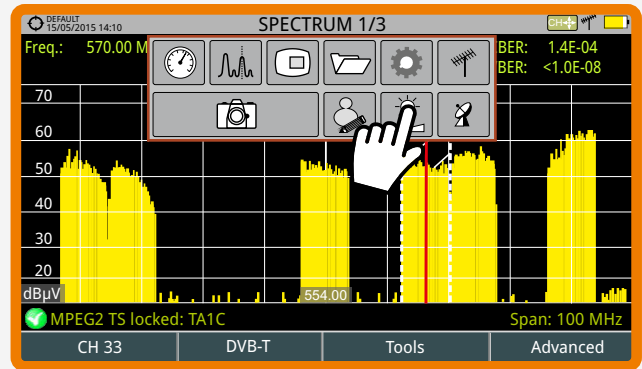 DEFAULT
15/05/2015 14:10
SPECTRUM 1/3
CH
Freq.: 570.00 M
BER: 1.4E-04
BER: <1.0E-08
70
60
50
40
30
20
dBµV
554.00
MPEG2 TS locked: TA1C
Span: 100 MHz
CH 33
DVB-T
Tools
Advanced